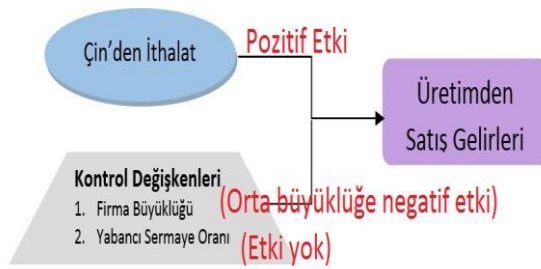 Çin’den İthalat
Pozitif Etki
Üretimden
Satış Gelirleri
Kontrol Değişkenleri
1. Firma Büyüklüğü
(Orta büyüklüğe negatif etki)
2. Yabancı Sermaye Oranı
(Etki yok)